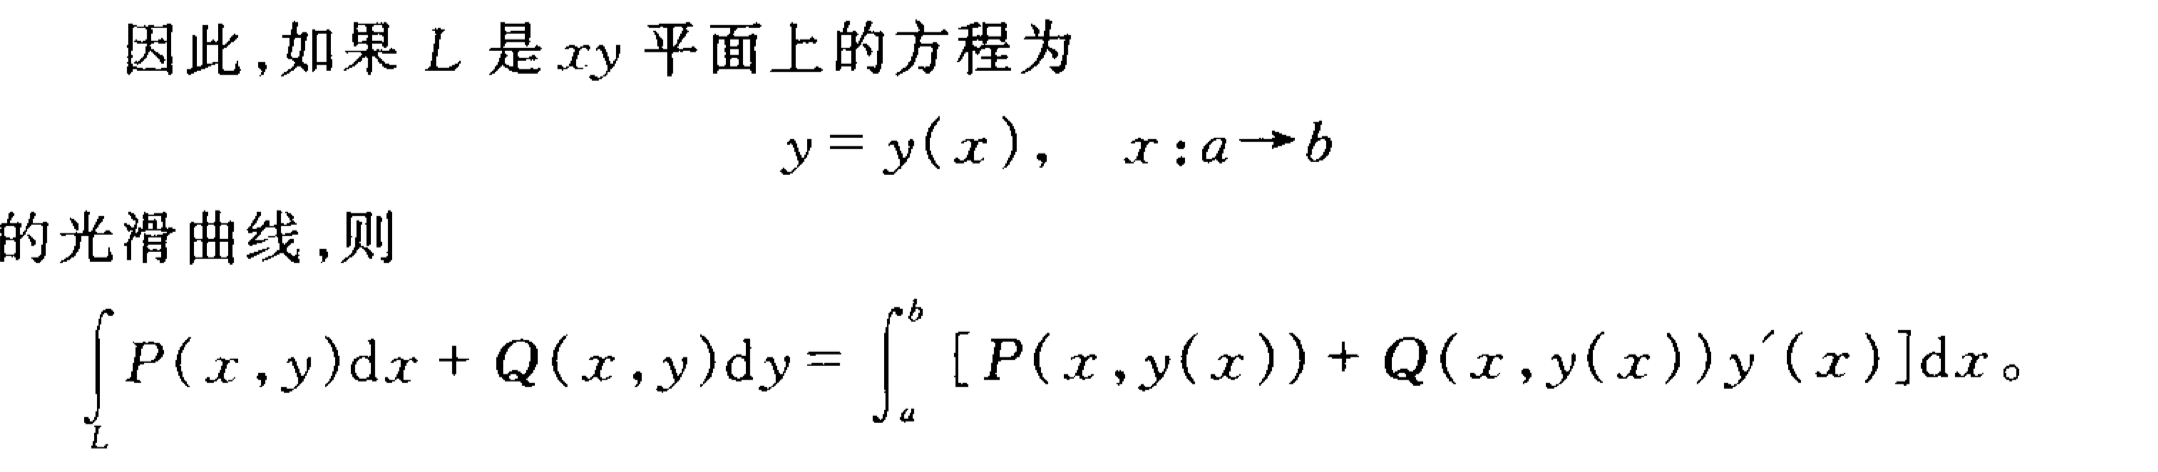 因此,如果 L 是 xy 平面上的方程为
y = y(x), x:a→b
的光滑曲线,则
∫_L P(x,y)dx + Q(x,y)dy = ∫_a^b [P(x,y(x)) + Q(x,y(x))y′(x)]dx。